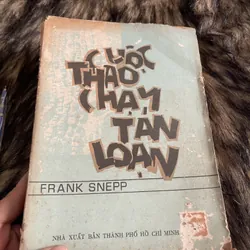 CUỘC
THÁO
CHẠY
TÁN
LOẠN
FRANK SNEPP
NHÀ XUẤT BẢN THÀNH PHỐ HỒ CHÍ MINH